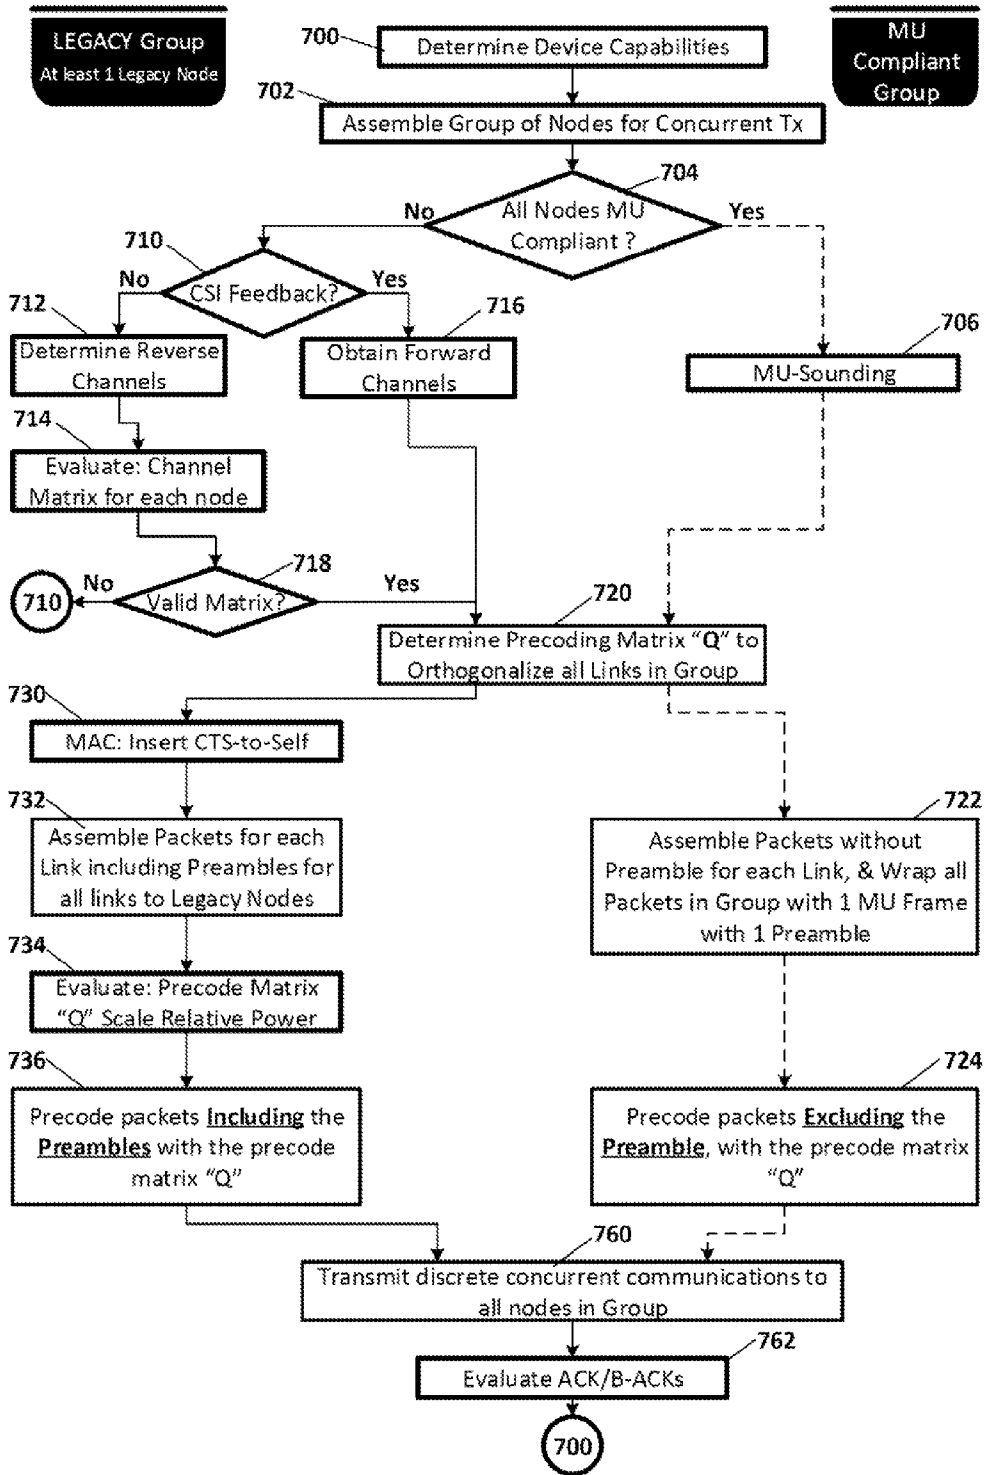 LEGACY Group
At least 1 Legacy Node
MU
Compliant
Group
700
Determine Device Capabilities
702
Assemble Group of Nodes for Concurrent Tx
704
All Nodes MU
Compliant ?
No
Yes
710
CSI Feedback?
No
Yes
712
Determine Reverse
Channels
716
Obtain Forward
Channels
706
MU-Sounding
714
Evaluate: Channel
Matrix for each node
718
Valid Matrix?
No
Yes
710
720
Determine Precoding Matrix “Q” to
Orthogonalize all Links in Group
730
MAC: Insert CTS-to-Self
732
Assemble Packets for each
Link including Preambles for
all links to Legacy Nodes
722
Assemble Packets without
Preamble for each Link, & Wrap all
Packets in Group with 1 MU Frame
with 1 Preamble
734
Evaluate: Precode Matrix
“Q” Scale Relative Power
736
Precode packets Including the
Preambles with the precode
matrix “Q”
724
Precode packets Excluding the
Preamble, with the precode matrix
“Q”
760
Transmit discrete concurrent communications to
all nodes in Group
762
Evaluate ACK/B-ACKs
700